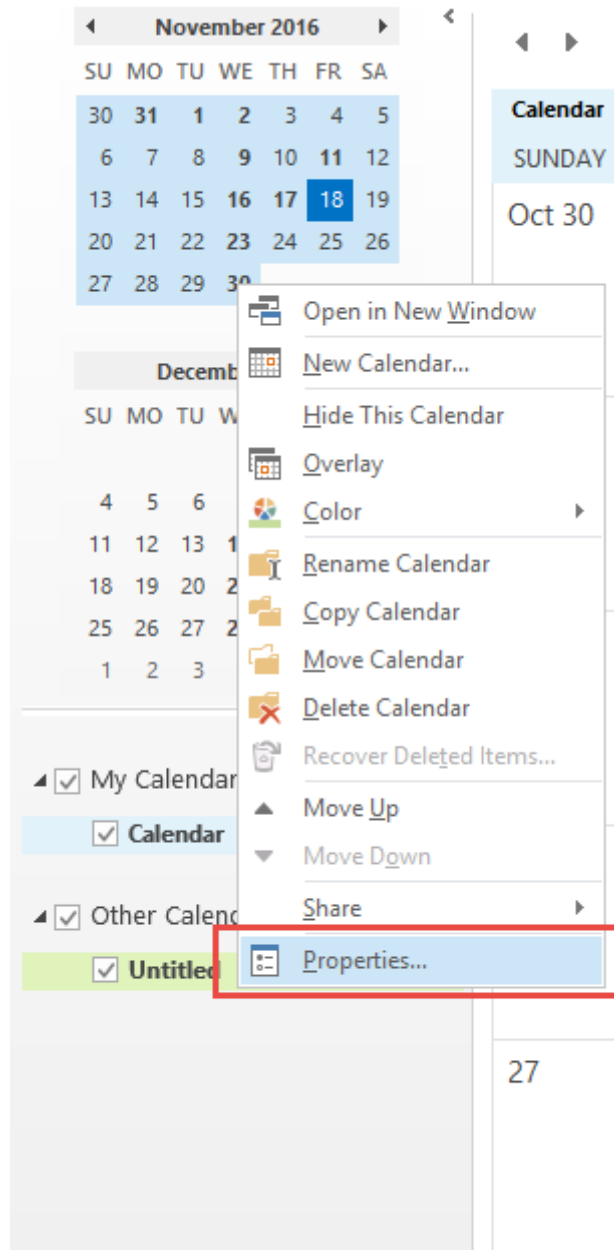 November 2016
SU MO TU WE TH FR SA
30 31 1 2 3 4 5
6 7 8 9 10 11 12
13 14 15 16 17 18 19
20 21 22 23 24 25 26
27 28 29 30
Decemb
SU MO TU W
4 5 6
11 12 13 1
18 19 20 2
25 26 27 2
1 2 3
My Calendar
Calendar
Other Calend
Untitled
Open in New Window
New Calendar...
Hide This Calendar
Overlay
Color
Rename Calendar
Copy Calendar
Move Calendar
Delete Calendar
Recover Deleted Items...
Move Up
Move Down
Share
Properties...
Calendar
SUNDAY
Oct 30
27